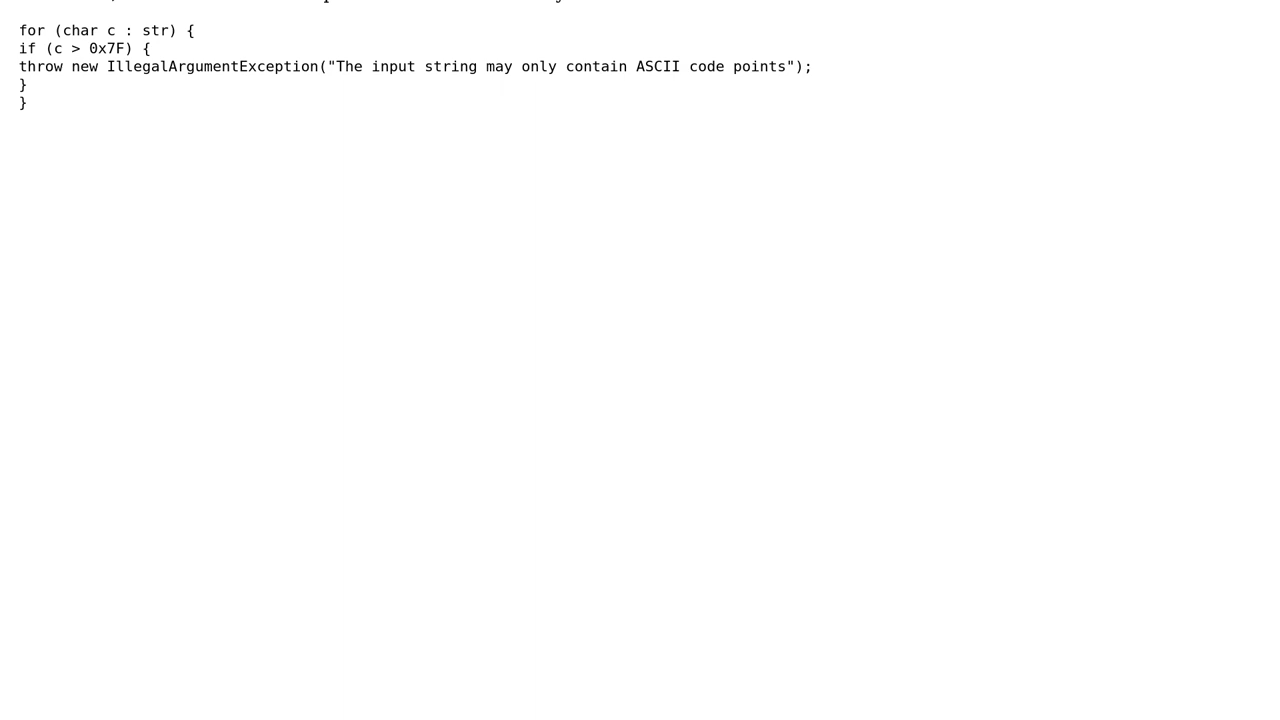 for (char c : str) {
if (c > 0x7F) {
throw new IllegalArgumentException("The input string may only contain ASCII code points");
}
}